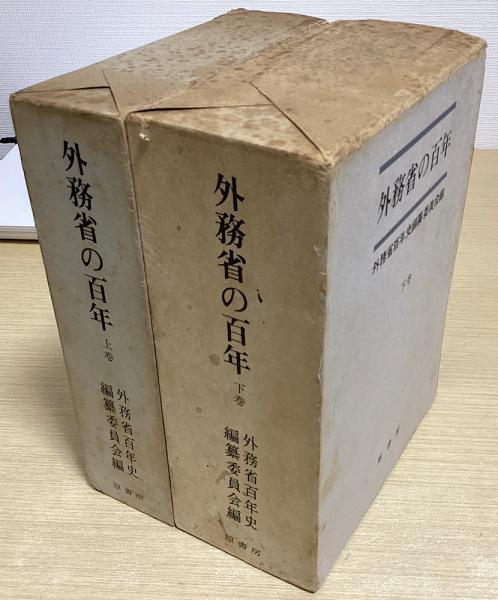 外務省の百年
上巻
外務省百年史
編纂委員会編
原書房
外務省の百年
下巻
外務省百年史
編纂委員会編
原書房
外務省の百年
外務省百年史編纂委員会編
下巻
原書房